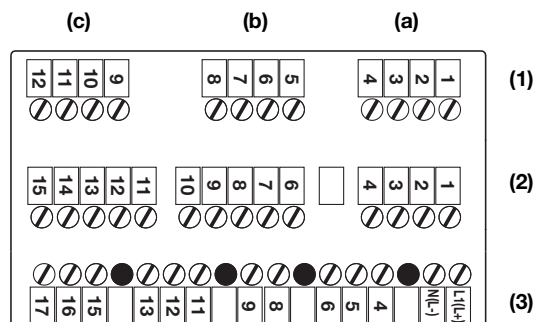 (c) (b) (a)
12 11 10 9 8 7 6 5 4 3 2 1 (1)
15 14 13 12 11 10 9 8 7 6 4 3 2 1 (2)
17 16 15 13 12 11 9 8 6 5 4 N(L-) L1(L+) (3)